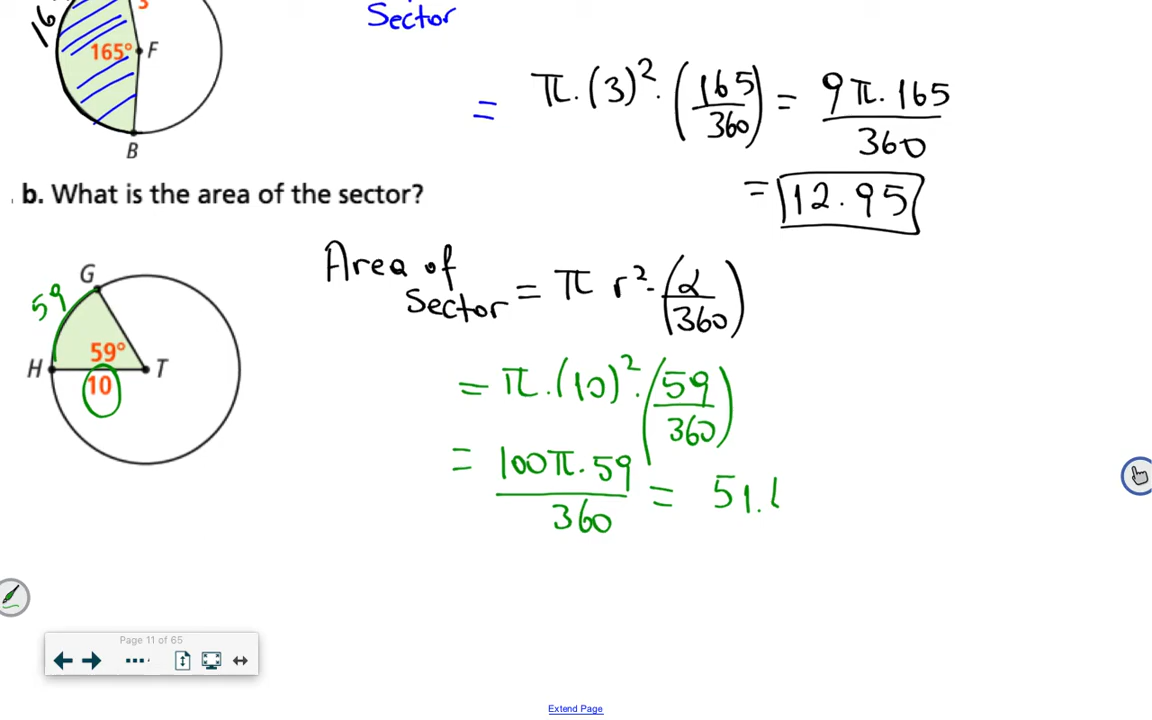 Sector
16
3
165° F
B
= π · (3)² · (165/360) = 9π · 165/360
= 12.95
b. What is the area of the sector?
Area of Sector = π r² · (α/360)
G
59
59°
H T
10
= π · (10)² · (59/360)
= 100π · 59/360 = 51.
Page 11 of 65
Extend Page